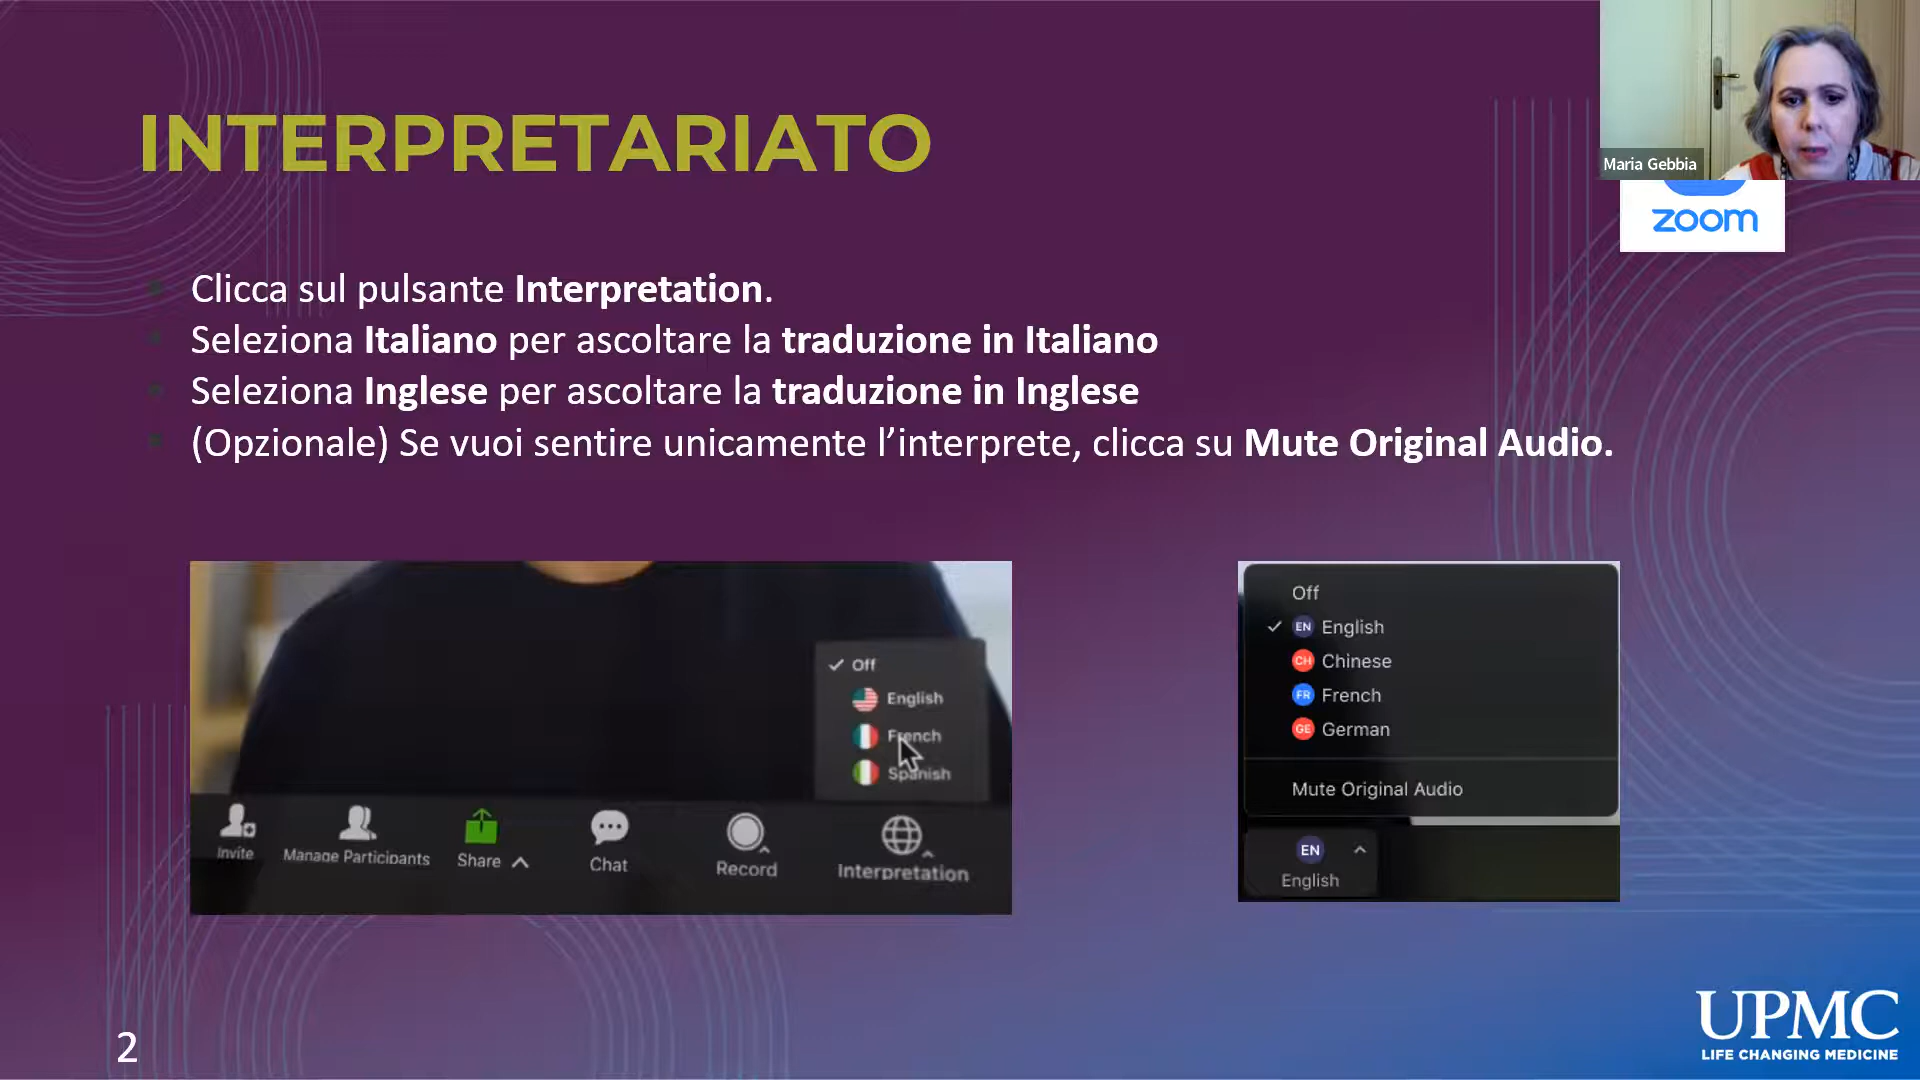 INTERPRETARIATO
Maria Gebbia
zoom
Clicca sul pulsante Interpretation.
Seleziona Italiano per ascoltare la traduzione in Italiano
Seleziona Inglese per ascoltare la traduzione in Inglese
(Opzionale) Se vuoi sentire unicamente l’interprete, clicca su Mute Original Audio.
Off
English
French
Spanish
Invite
Manage Participants
Share
Chat
Record
Interpretation
Off
EN English
CH Chinese
FR French
GE German
Mute Original Audio
EN
English
2
UPMC
LIFE CHANGING MEDICINE